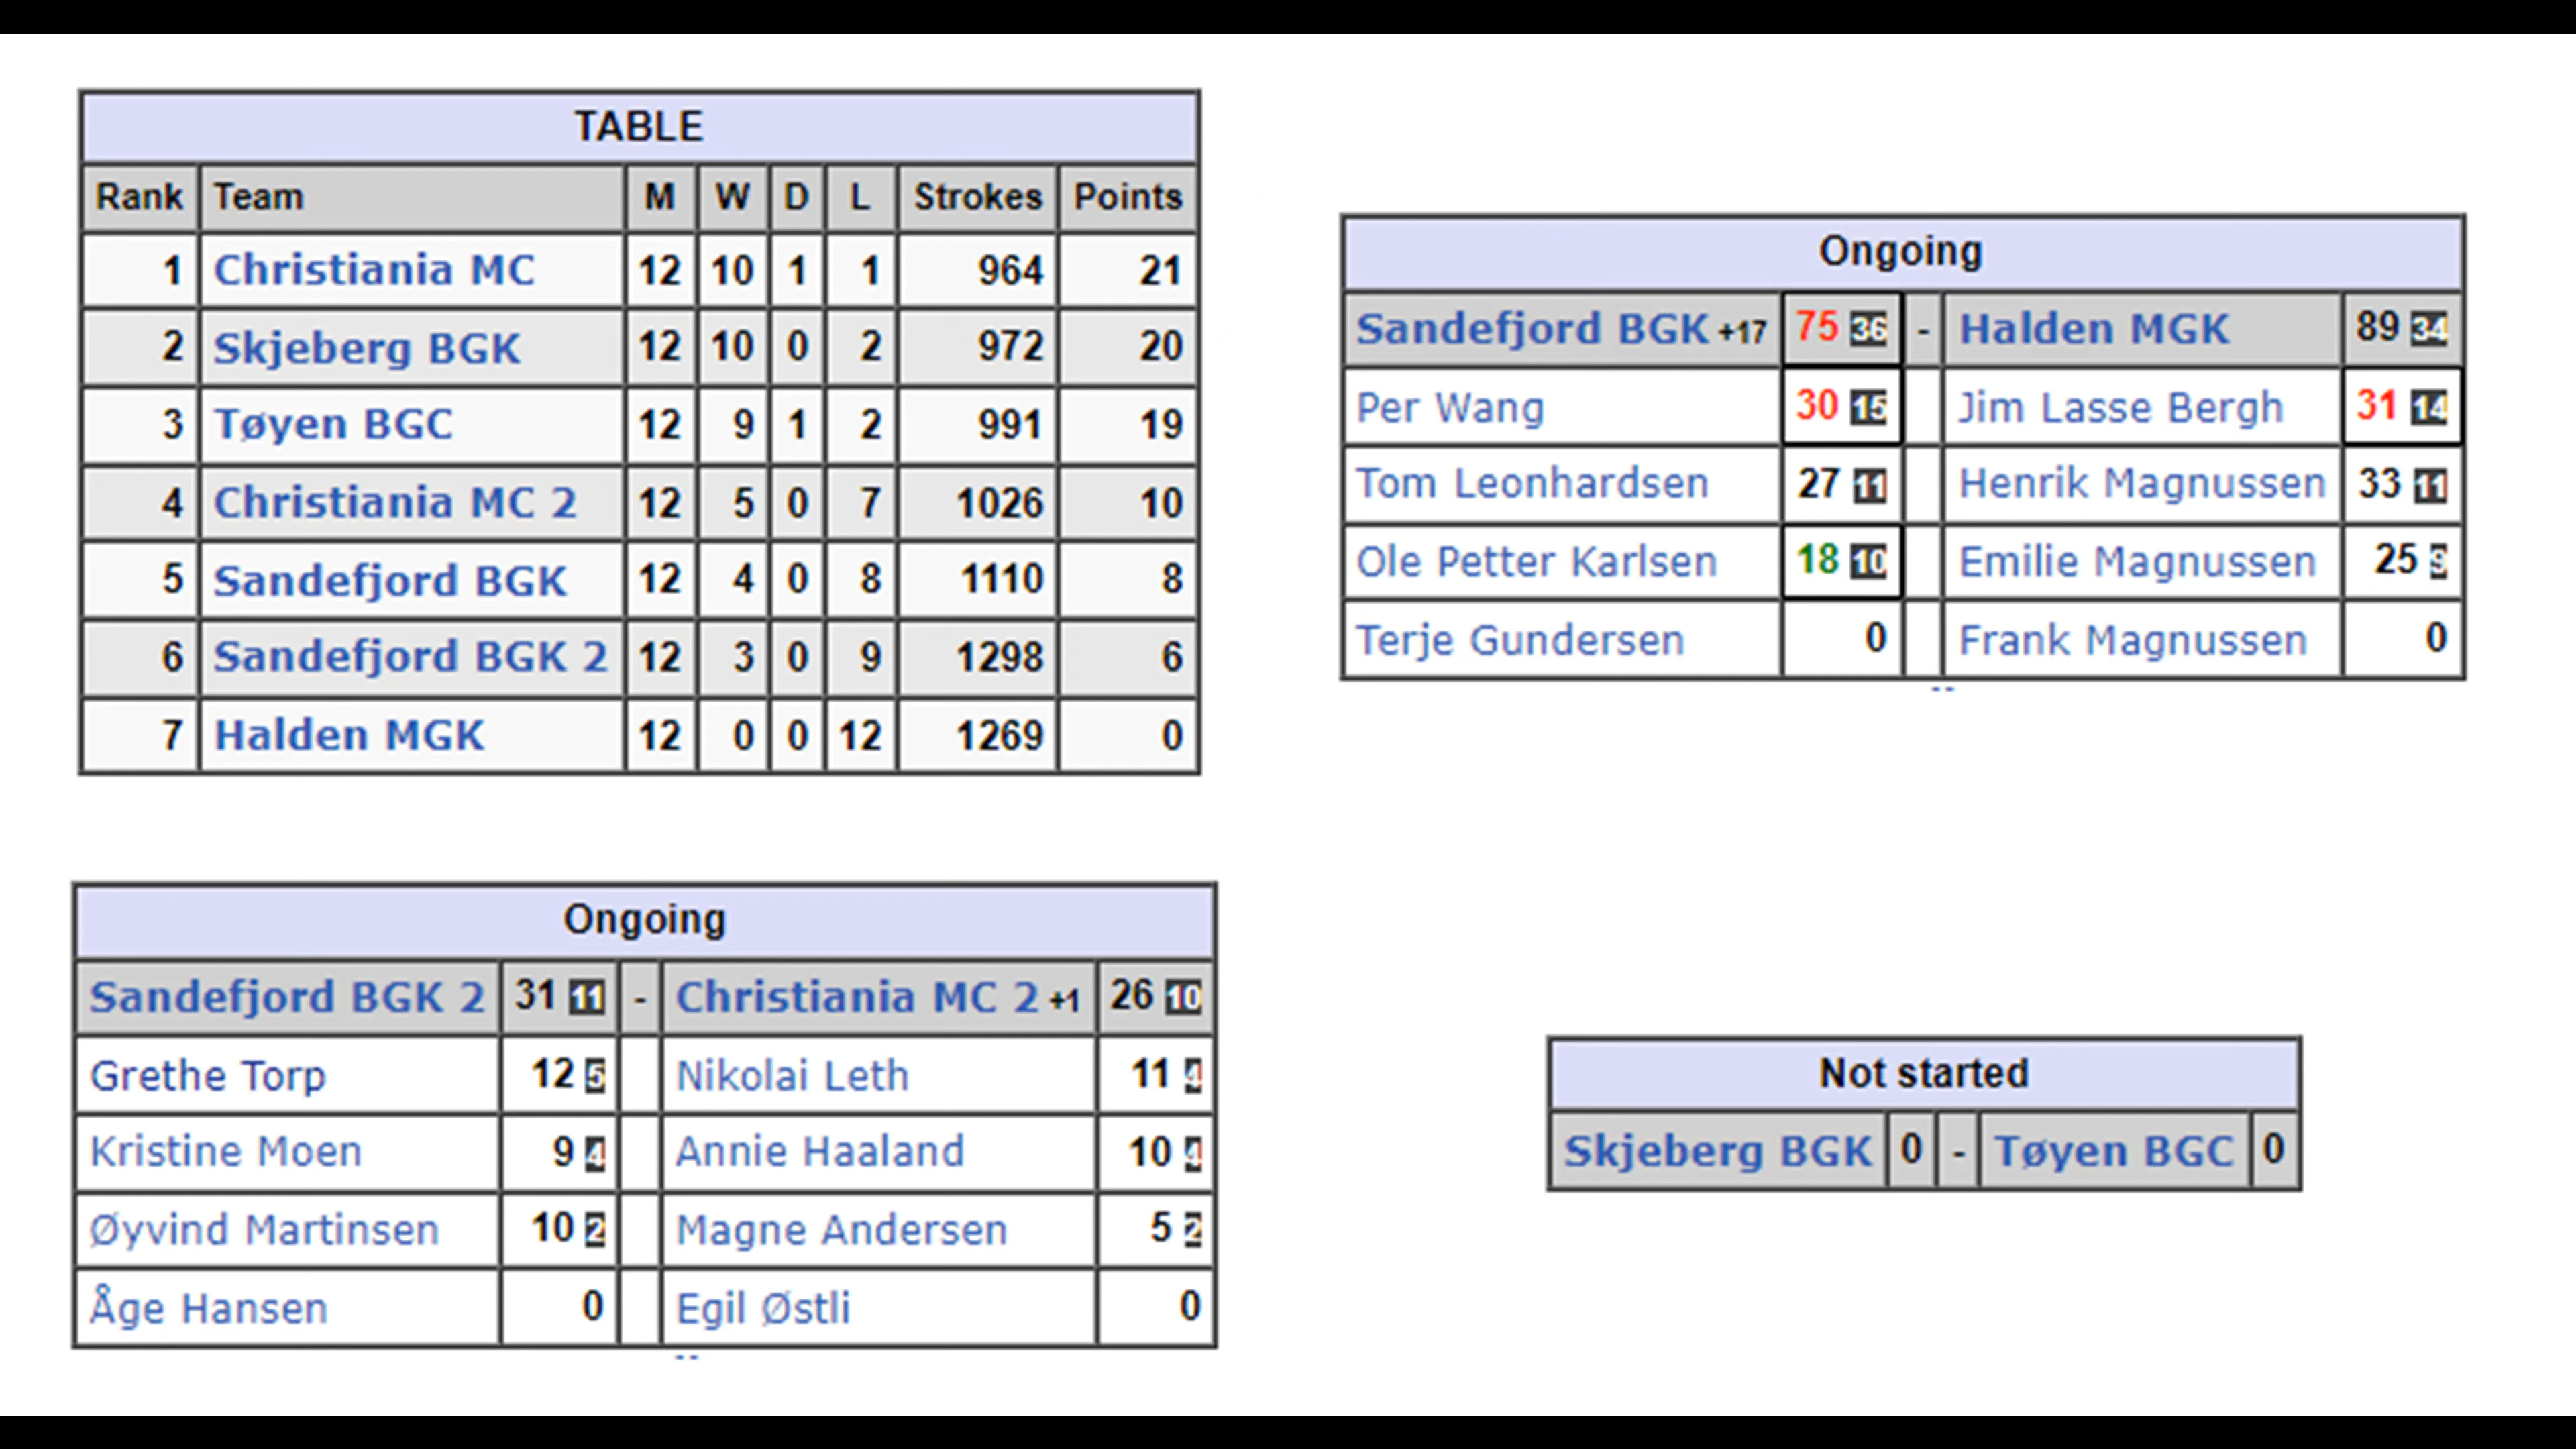 TABLE
Rank Team M W D L Strokes Points
1 Christiania MC 12 10 1 1 964 21
2 Skjeberg BGK 12 10 0 2 972 20
3 Tøyen BGC 12 9 1 2 991 19
4 Christiania MC 2 12 5 0 7 1026 10
5 Sandefjord BGK 12 4 0 8 1110 8
6 Sandefjord BGK 2 12 3 0 9 1298 6
7 Halden MGK 12 0 0 12 1269 0
Ongoing
Sandefjord BGK +17 75 36 - Halden MGK 89 34
Per Wang 30 15 Jim Lasse Bergh 31 14
Tom Leonhardsen 27 11 Henrik Magnussen 33 11
Ole Petter Karlsen 18 10 Emilie Magnussen 25 9
Terje Gundersen 0 Frank Magnussen 0
Ongoing
Sandefjord BGK 2 31 11 - Christiania MC 2 +1 26 10
Grethe Torp 12 5 Nikolai Leth 11 4
Kristine Moen 9 4 Annie Haaland 10 4
Øyvind Martinsen 10 2 Magne Andersen 5 2
Åge Hansen 0 Egil Østli 0
Not started
Skjeberg BGK 0 - Tøyen BGC 0